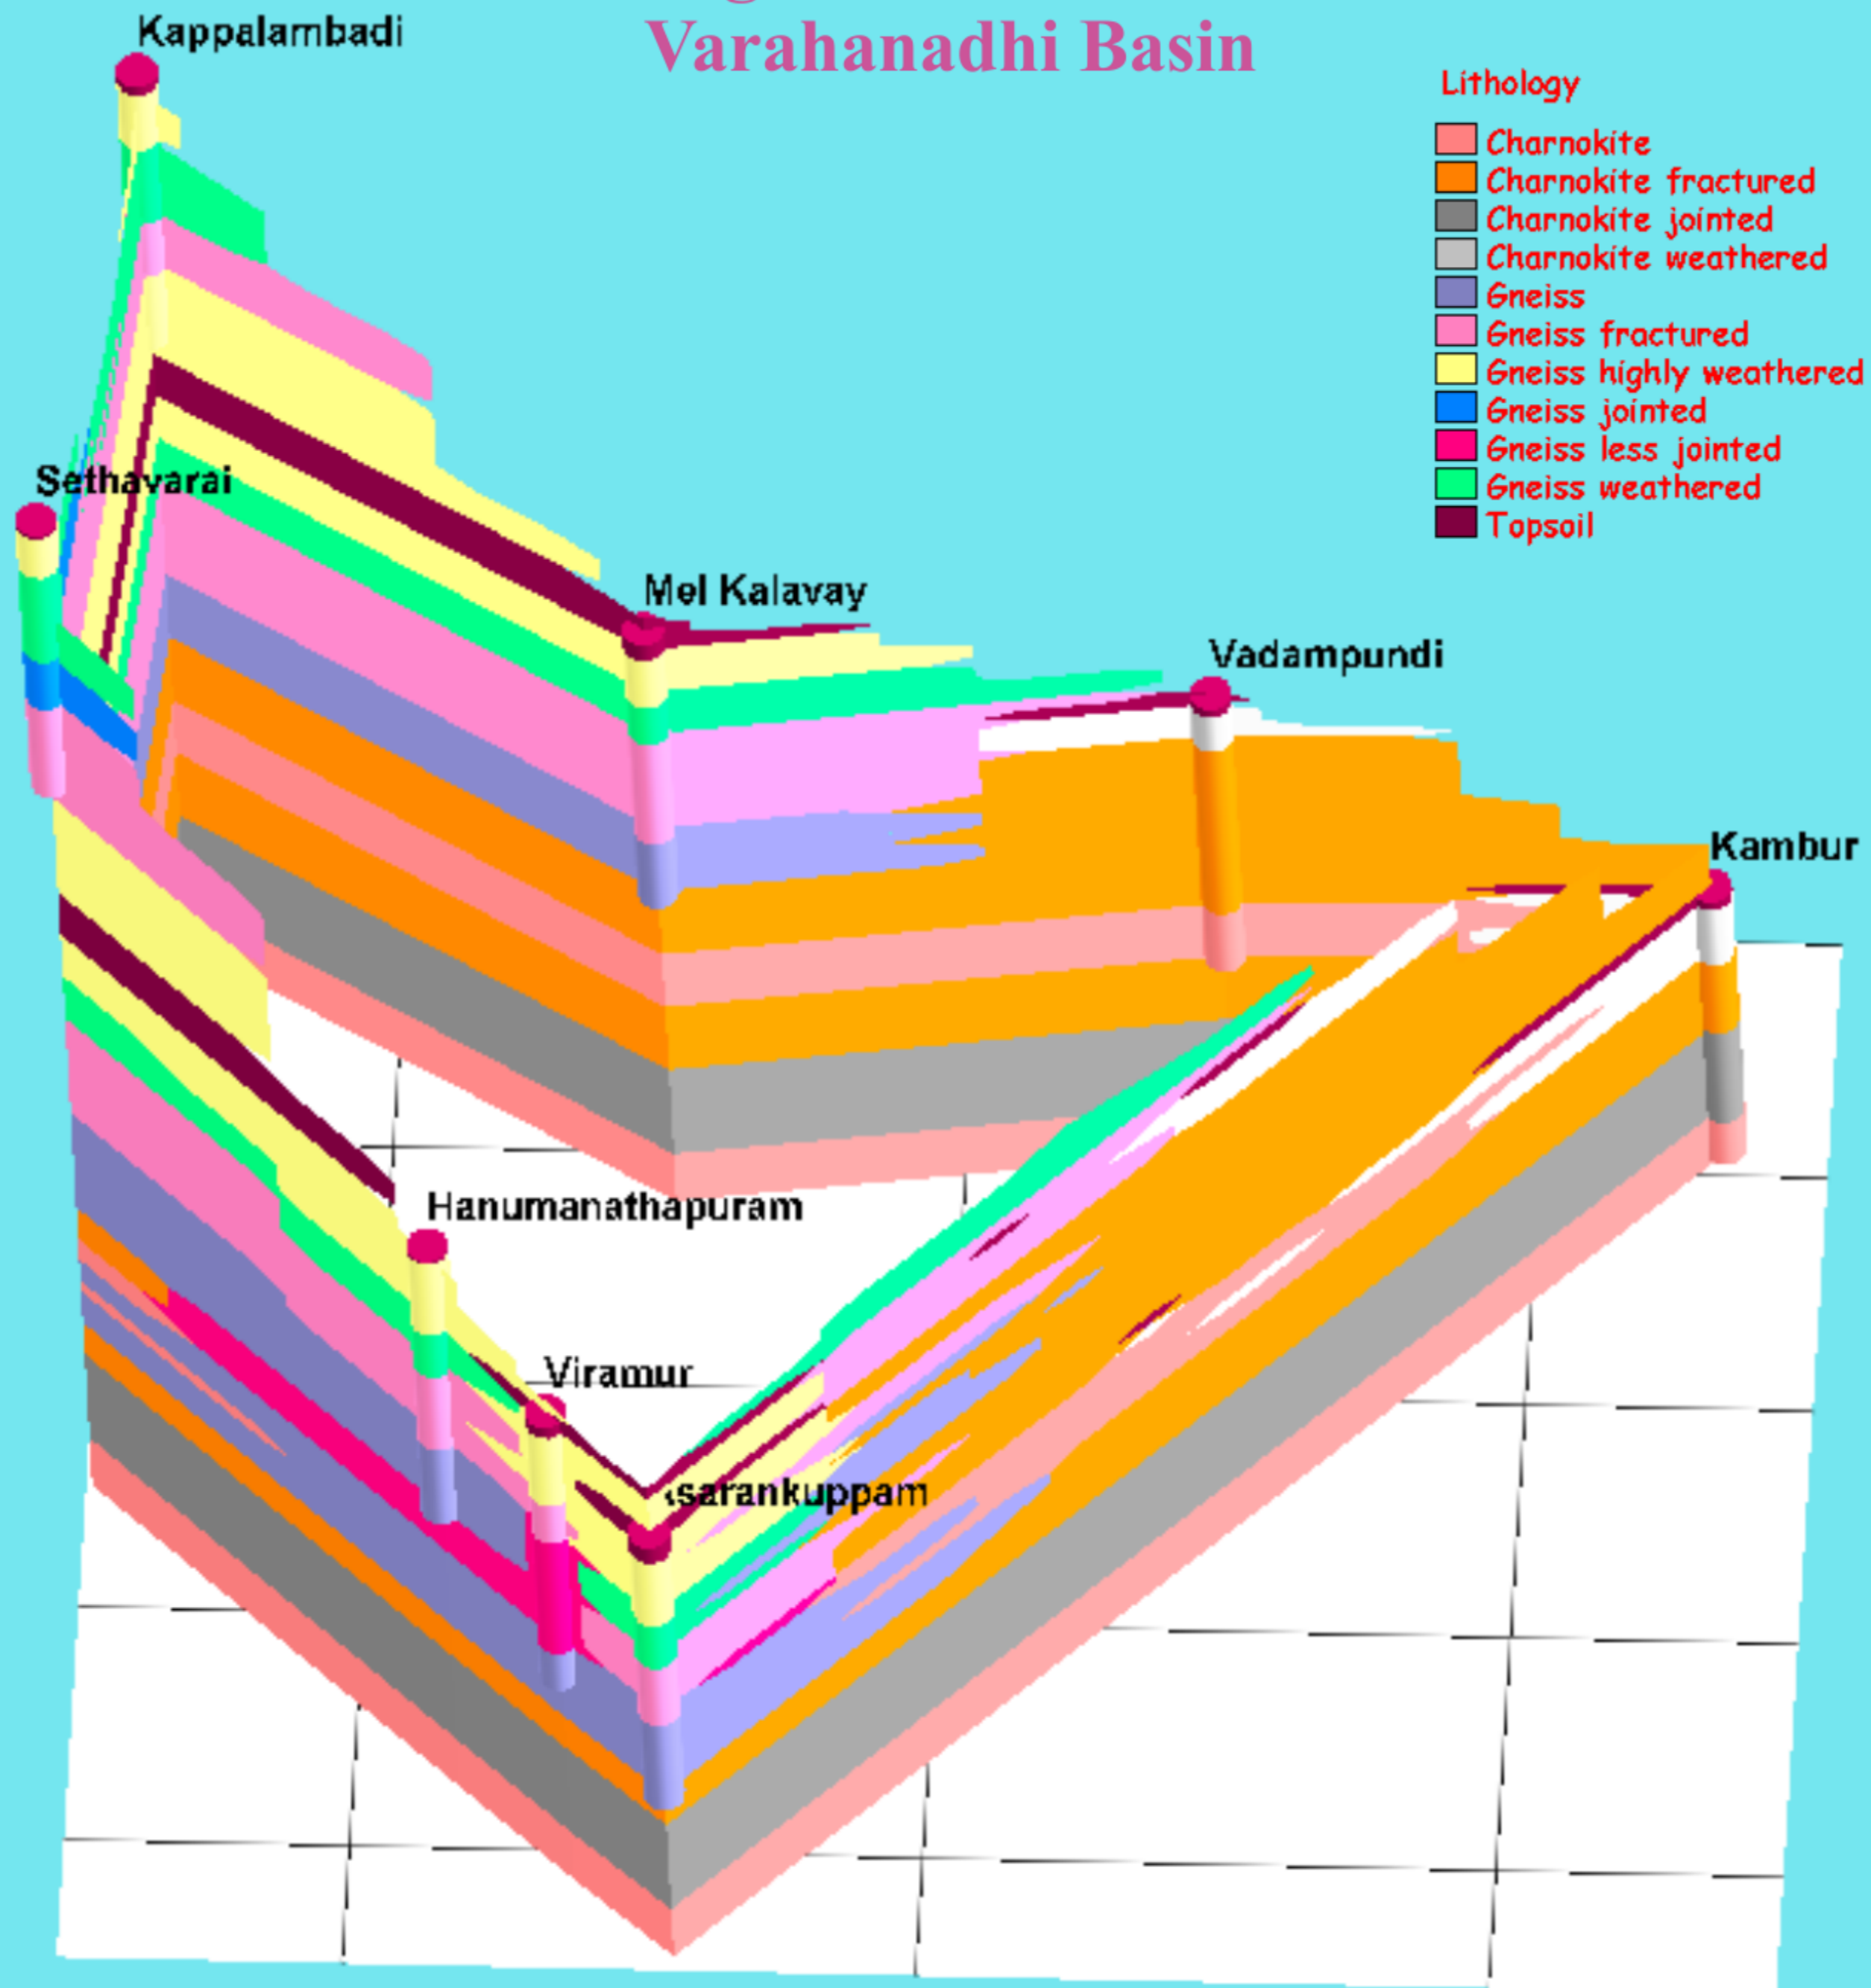 Varahanadhi Basin
Kappalambadi
Lithology
Charnokite
Charnokite fractured
Charnokite jointed
Charnokite weathered
Gneiss
Gneiss fractured
Gneiss highly weathered
Gneiss jointed
Gneiss less jointed
Gneiss weathered
Topsoil
Sethavarai
Mel Kalavay
Vadampundi
Kambur
Hanumanathapuram
Viramur
sarankuppam